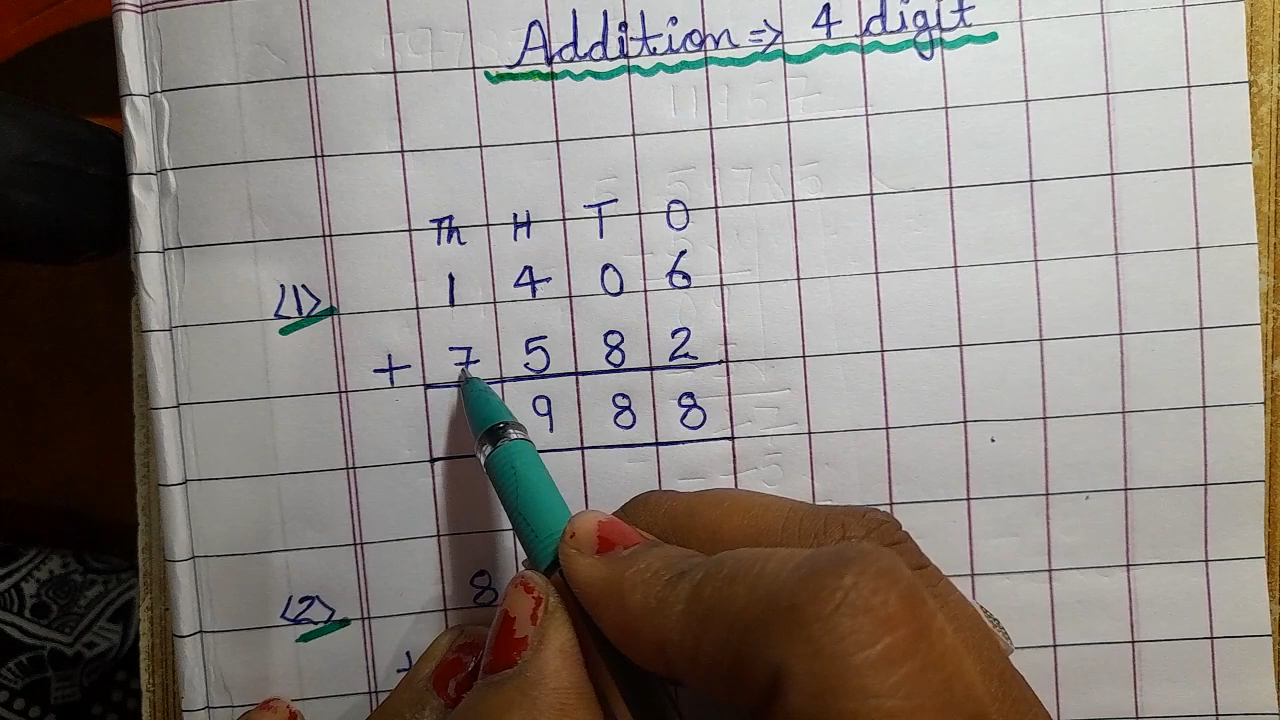 Addition ⇒ 4 digit
Th H T O
(1) 1 4 0 6
+ 7 5 8 2
9 8 8
(2) 8
+